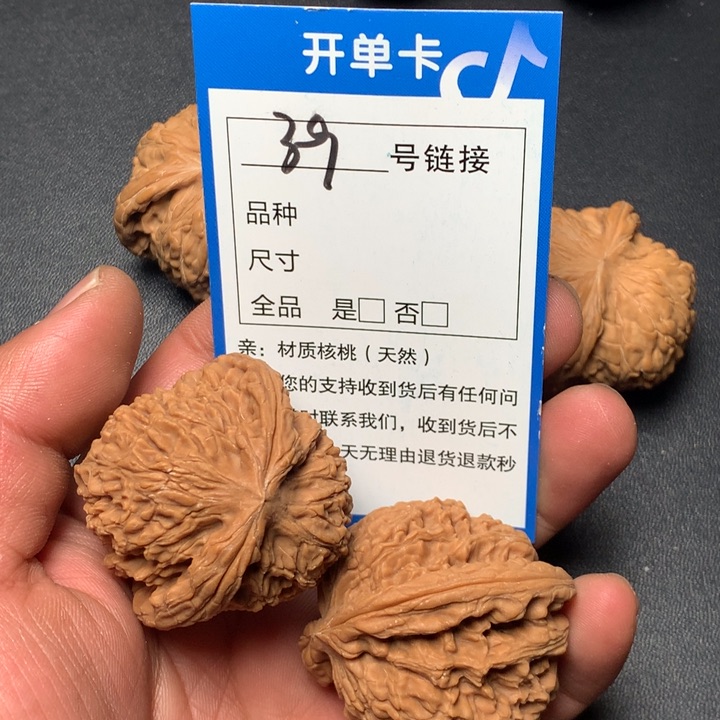 开单卡
39号链接
品种
尺寸
全品 是□ 否□
亲：材质核桃（天然）
您的支持收到货后有任何问
时联系我们，收到货后不
天无理由退货退款秒